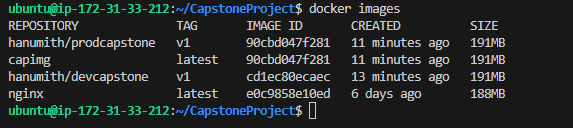 ubuntu@ip-172-31-33-212:~/CapstoneProject$ docker images
REPOSITORY TAG IMAGE ID CREATED SIZE
hanumith/prodcapstone v1 90cbd047f281 11 minutes ago 191MB
capimg latest 90cbd047f281 11 minutes ago 191MB
hanumith/devcapstone v1 cd1ec80ecaec 13 minutes ago 191MB
nginx latest e0c9858e10ed 6 days ago 188MB
ubuntu@ip-172-31-33-212:~/CapstoneProject$